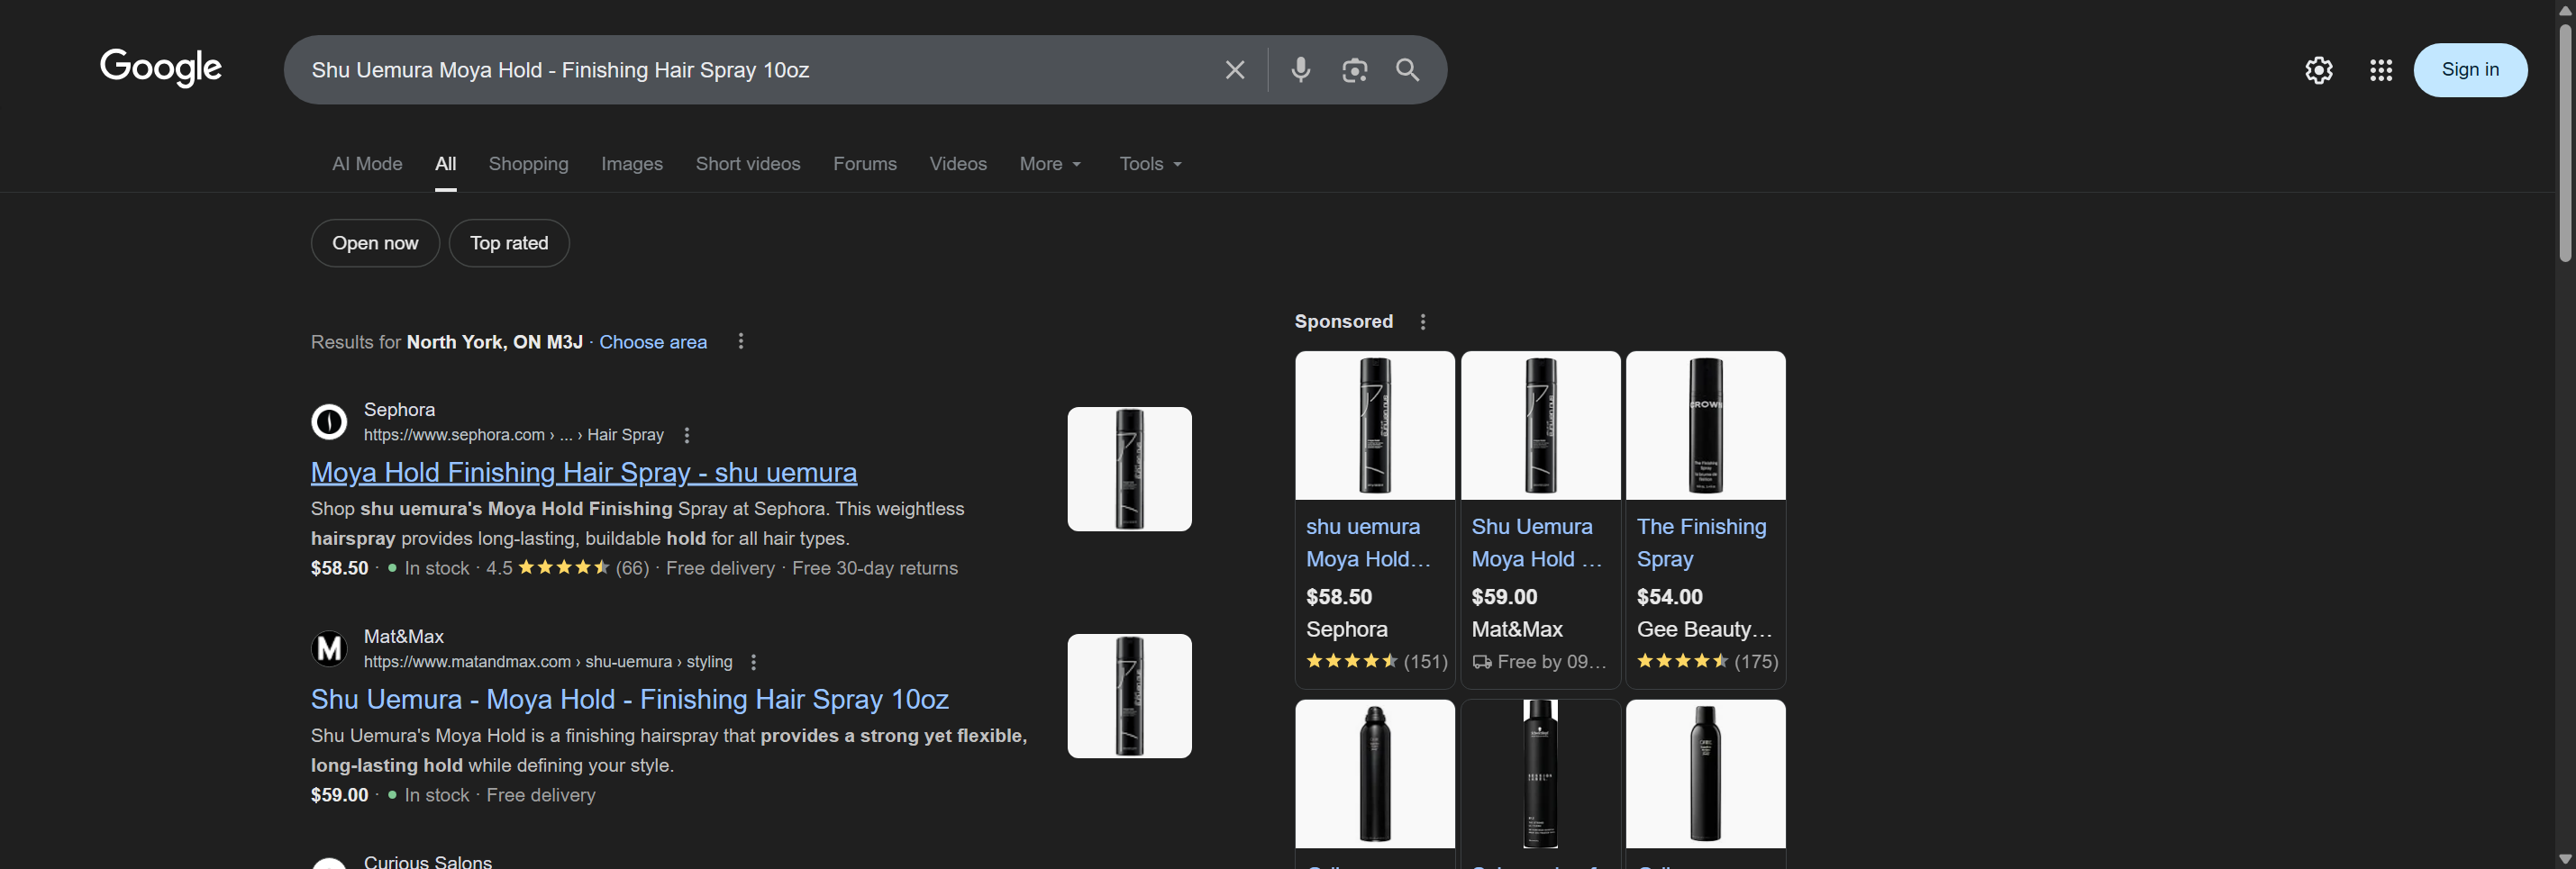 Google
Shu Uemura Moya Hold - Finishing Hair Spray 10oz
Sign in
AI Mode
All
Shopping
Images
Short videos
Forums
Videos
More
Tools
Open now
Top rated
Results for North York, ON M3J · Choose area
Sephora
https://www.sephora.com › ... › Hair Spray
Moya Hold Finishing Hair Spray - shu uemura
Shop shu uemura's Moya Hold Finishing Spray at Sephora. This weightless
hairspray provides long-lasting, buildable hold for all hair types.
$58.50 · In stock · 4.5 (66) · Free delivery · Free 30-day returns
Mat&Max
https://www.matandmax.com › shu-uemura › styling
Shu Uemura - Moya Hold - Finishing Hair Spray 10oz
Shu Uemura's Moya Hold is a finishing hairspray that provides a strong yet flexible,
long-lasting hold while defining your style.
$59.00 · In stock · Free delivery
Curious Salons
Sponsored
shu uemura
Moya Hold...
$58.50
Sephora
(151)
Shu Uemura
Moya Hold ...
$59.00
Mat&Max
Free by 09...
The Finishing
Spray
$54.00
Gee Beauty...
(175)